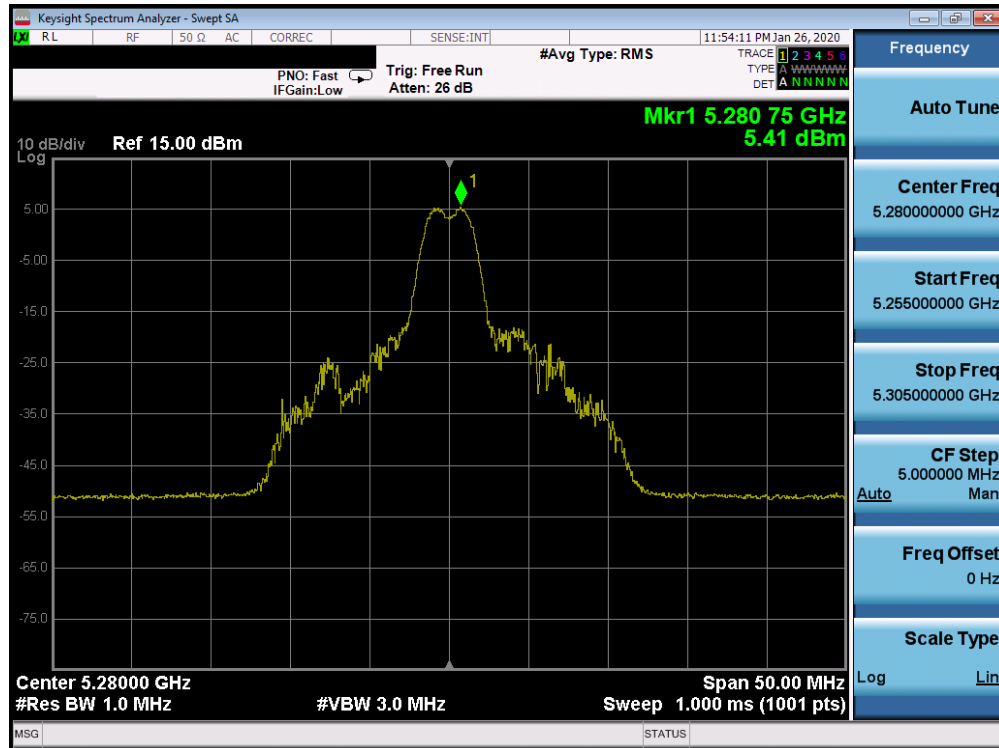 Keysight Spectrum Analyzer - Swept SA
LXI RL RF 50 Ω AC CORREC SENSE:INT 11:54:11 PM Jan 26, 2020
#Avg Type: RMS
TRACE 1 2 3 4 5 6
TYPE A WWWWW
DET A N N N N N
PNO: Fast
IFGain:Low
Trig: Free Run
Atten: 26 dB
Mkr1 5.280 75 GHz
5.41 dBm
10 dB/div Ref 15.00 dBm
Log
1
5.00
-5.00
-15.0
-25.0
-35.0
-45.0
-55.0
-65.0
-75.0
Center 5.28000 GHz Span 50.00 MHz
#Res BW 1.0 MHz #VBW 3.0 MHz Sweep 1.000 ms (1001 pts)
MSG STATUS
Frequency
Auto Tune
Center Freq
5.280000000 GHz
Start Freq
5.255000000 GHz
Stop Freq
5.305000000 GHz
CF Step
5.000000 MHz
Auto Man
Freq Offset
0 Hz
Scale Type
Log Lin